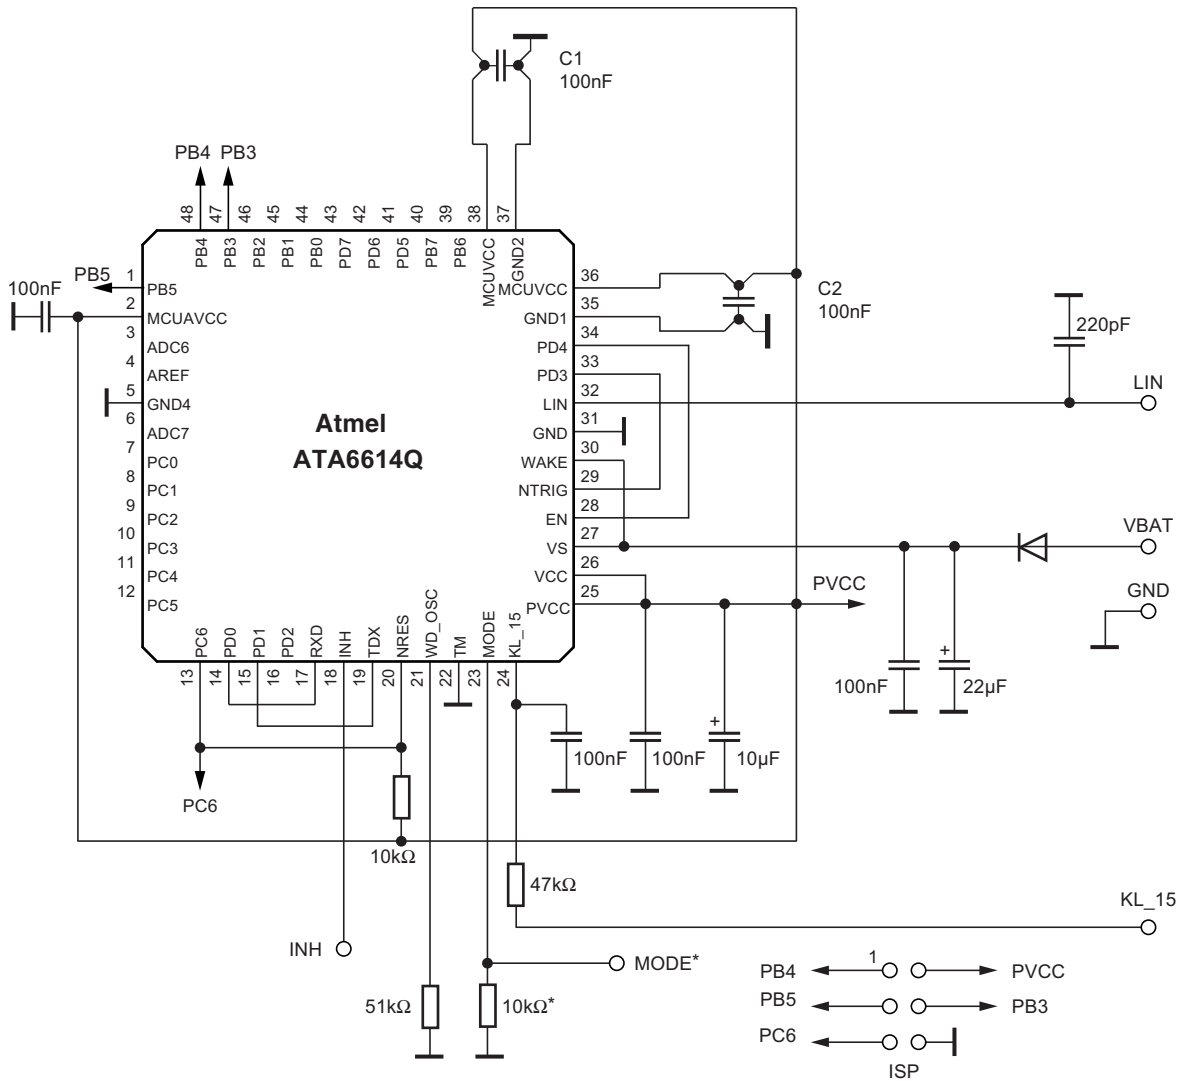 C1
100nF
PB4 PB3
48 47 46 45 44 43 42 41 40 39 38 37
PB4 PB3 PB2 PB1 PB0 PD7 PD6 PD5 PB7 PB6 MCUVCC GND2
PB5
100nF
1
PB5
2
MCUAVCC
3
ADC6
4
AREF
5
GND4
6
ADC7
7
PC0
8
PC1
9
PC2
10
PC3
11
PC4
12
PC5
Atmel
ATA6614Q
36
MCUVCC
35
GND1
34
PD4
33
PD3
32
LIN
31
GND
30
WAKE
29
NTRIG
28
EN
27
VS
26
VCC
25
PVCC
C2
100nF
220pF
LIN
VBAT
GND
PVCC
100nF
+
22µF
PC6 PD0 PD1 PD2 RXD INH TDX NRES WD_OSC TM MODE KL_15
13 14 15 16 17 18 19 20 21 22 23 24
100nF
100nF
+
10µF
PC6
10kΩ
47kΩ
KL_15
INH
MODE*
51kΩ
10kΩ*
PB4 1 PVCC
PB5 PB3
PC6
ISP